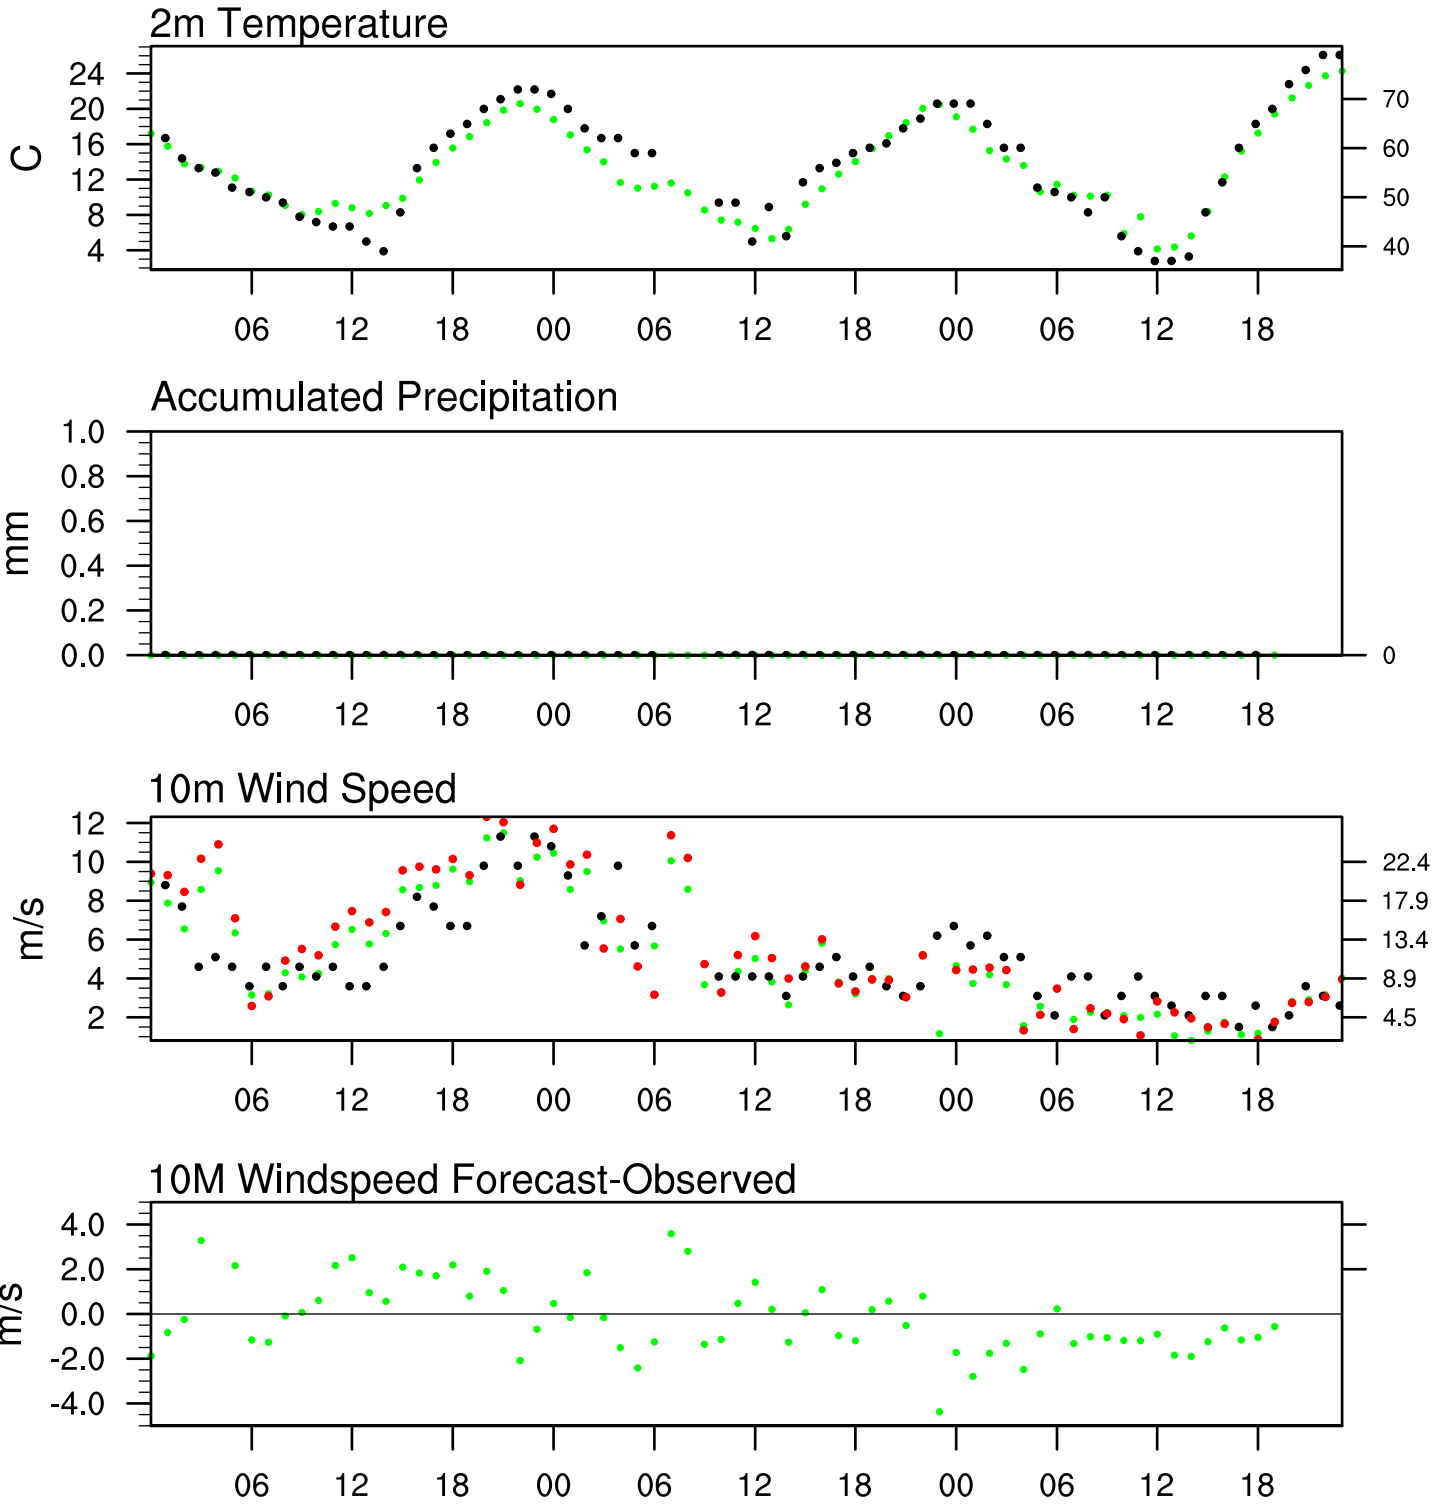 2m Temperature
24
20
16
12
8
4
C
70
60
50
40
06 12 18 00 06 12 18 00 06 12 18
Accumulated Precipitation
1.0
0.8
0.6
0.4
0.2
0.0
mm
0
06 12 18 00 06 12 18 00 06 12 18
10m Wind Speed
12
10
8
6
4
2
m/s
22.4
17.9
13.4
8.9
4.5
06 12 18 00 06 12 18 00 06 12 18
10M Windspeed Forecast-Observed
4.0
2.0
0.0
-2.0
-4.0
m/s
06 12 18 00 06 12 18 00 06 12 18